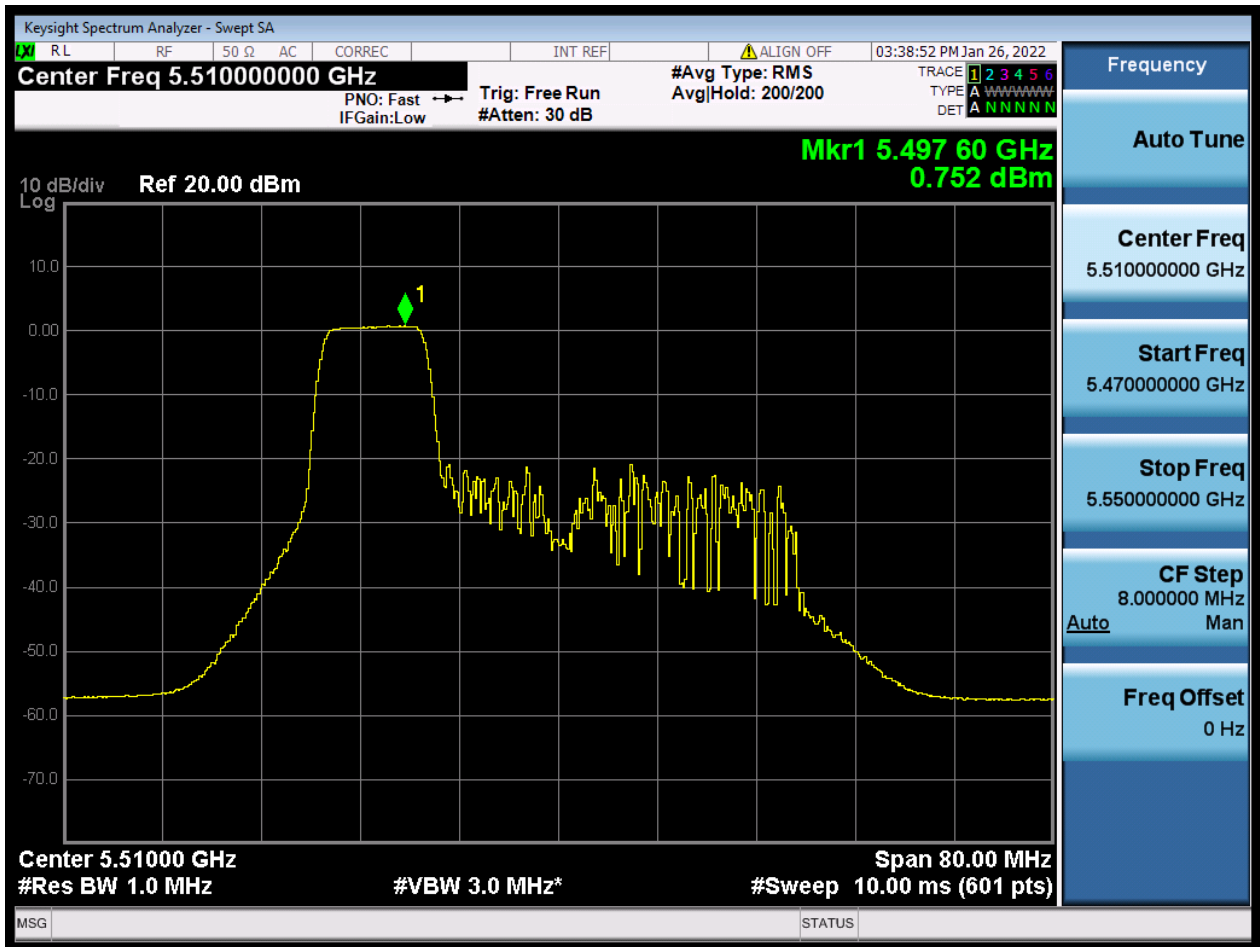 Keysight Spectrum Analyzer - Swept SA
LXI RL RF 50 Ω AC CORREC INT REF ALIGN OFF 03:38:52 PM Jan 26, 2022
Center Freq 5.510000000 GHz
PNO: Fast
IFGain:Low
Trig: Free Run
#Atten: 30 dB
#Avg Type: RMS
Avg|Hold: 200/200
TRACE 1 2 3 4 5 6
TYPE A WWWWW
DET A N N N N N
Mkr1 5.497 60 GHz
0.752 dBm
10 dB/div Ref 20.00 dBm
Log
1
10.0
0.00
-10.0
-20.0
-30.0
-40.0
-50.0
-60.0
-70.0
Center 5.51000 GHz Span 80.00 MHz
#Res BW 1.0 MHz #VBW 3.0 MHz* #Sweep 10.00 ms (601 pts)
MSG STATUS
Frequency
Auto Tune
Center Freq
5.510000000 GHz
Start Freq
5.470000000 GHz
Stop Freq
5.550000000 GHz
CF Step
8.000000 MHz
Auto Man
Freq Offset
0 Hz